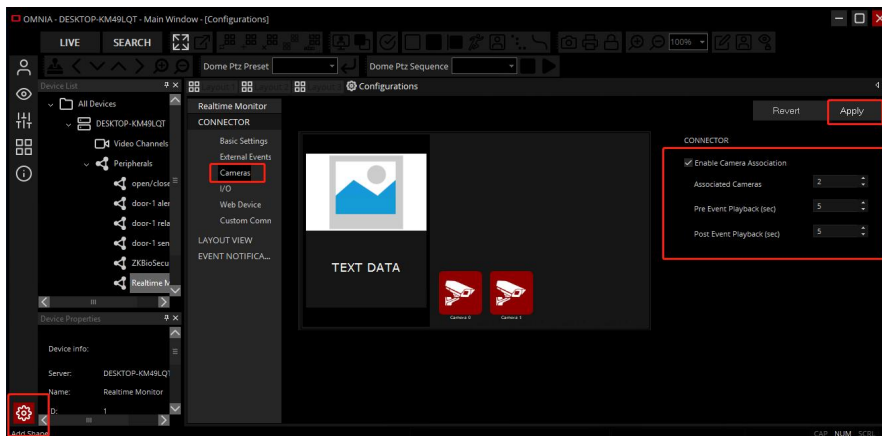 OMNIA - DESKTOP-KM49LQT - Main Window - [Configurations]
LIVE SEARCH 100%
Dome Ptz Preset Dome Ptz Sequence
Device List Configurations
All Devices
DESKTOP-KM49LQT
Video Channels
Peripherals
open/close
door-1 aler
door-1 rela
door-1 sen
ZKBioSecu
Realtime M
Device Properties
Device info:
Server: DESKTOP-KM49LQT
Name: Realtime Monitor
ID: 1
Add Shape
Realtime Monitor
CONNECTOR
Basic Settings
External Events
Cameras
I/O
Web Device
Custom Comn
LAYOUT VIEW
EVENT NOTIFICA...
TEXT DATA
Camera 0 Camera 1
Revert Apply
CONNECTOR
Enable Camera Association
Associated Cameras 2
Pre Event Playback (sec) 5
Post Event Playback (sec) 5
CAP NUM SCRL